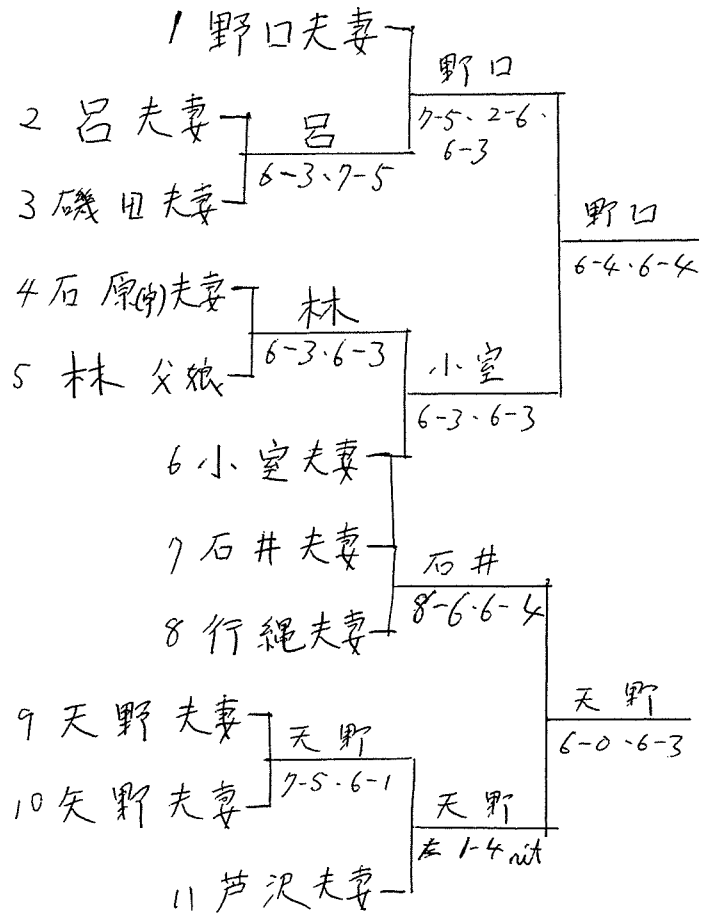 1 野口夫妻
野口
2 呂夫妻
呂
7-5・2-6・
6-3
6-3、7-5
3 磯田夫妻
野口
6-4・6-4
4 石原(申)夫妻
林
6-3・6-3
5 林 父娘
小室
6-3・6-3
6 小室夫妻
7 石井夫妻
石井
8-6・6-4
8 行縄夫妻
天野
6-0・6-3
9 天野夫妻
天野
7-5・6-1
10 矢野夫妻
天野
1-4 rit
11 芦沢夫妻